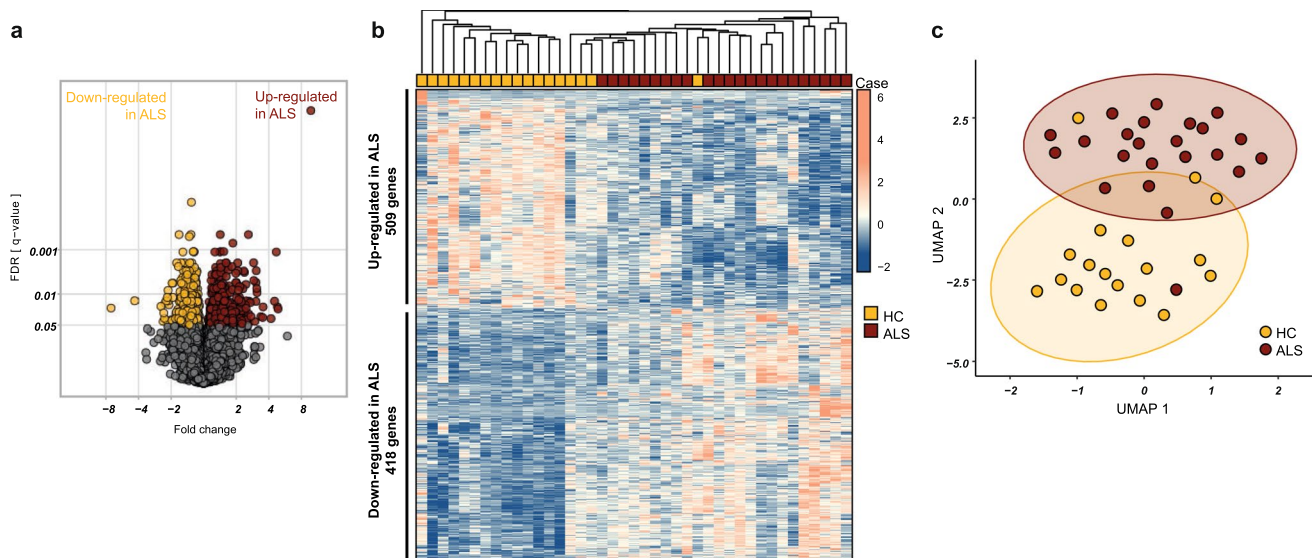 a
Down-regulated
in ALS
Up-regulated
in ALS
FDR [ q-value ]
0.001
0.01
0.05
−8
−4
−2
2
4
8
Fold change
b
Case
6
4
2
0
−2
Up-regulated in ALS
509 genes
Down-regulated in ALS
418 genes
HC
ALS
c
UMAP 2
2.5
0.0
−2.5
−5.0
−2
−1
0
1
2
UMAP 1
HC
ALS